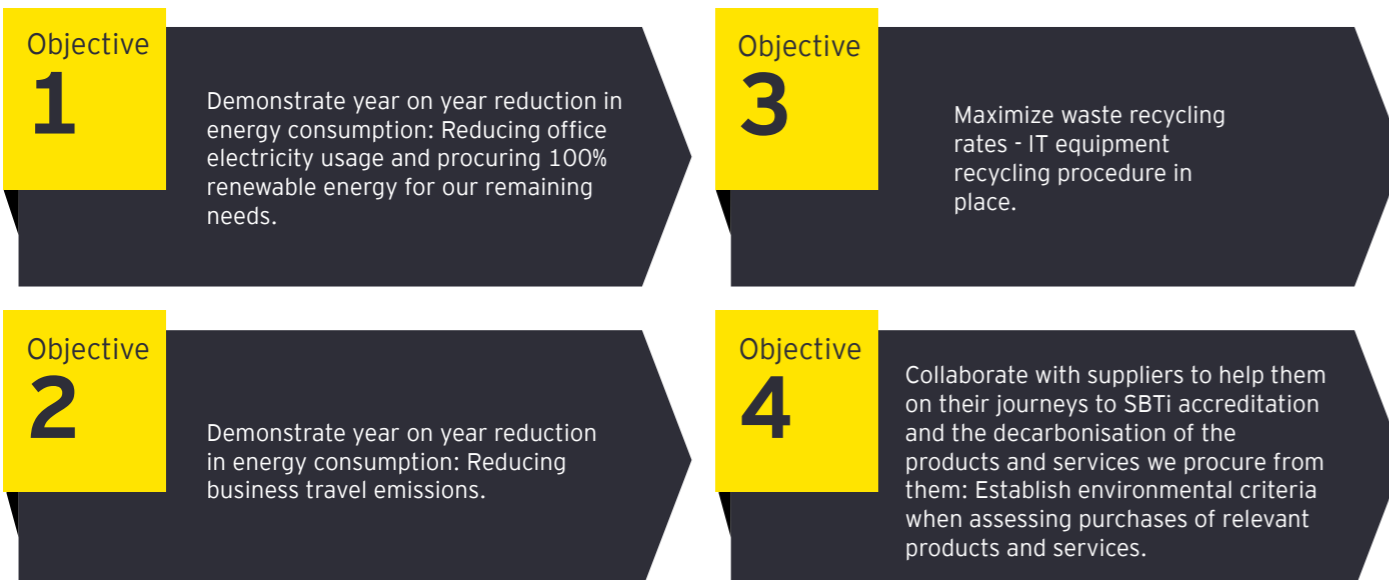 Objective
1
Demonstrate year on year reduction in
energy consumption: Reducing office
electricity usage and procuring 100%
renewable energy for our remaining
needs.
Objective
2
Demonstrate year on year reduction
in energy consumption: Reducing
business travel emissions.
Objective
3
Maximize waste recycling
rates - IT equipment
recycling procedure in
place.
Objective
4
Collaborate with suppliers to help them
on their journeys to SBTi accreditation
and the decarbonisation of the
products and services we procure from
them: Establish environmental criteria
when assessing purchases of relevant
products and services.